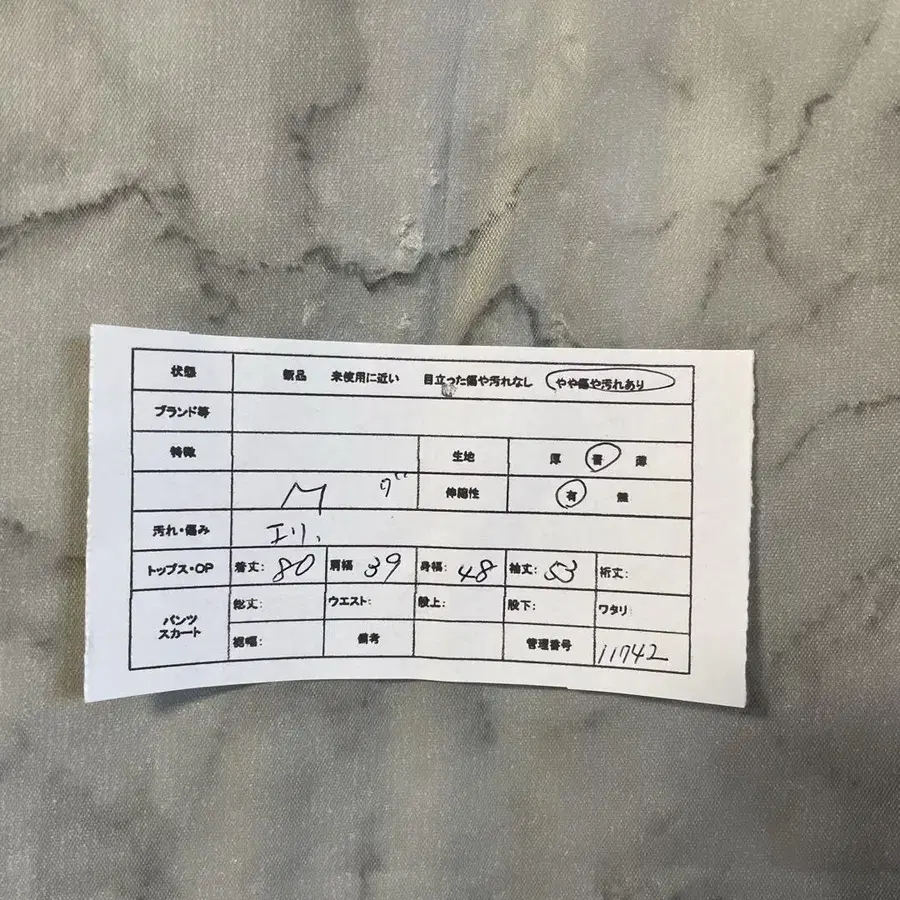 状態 新品 未使用に近い 目立った傷や汚れなし やや傷や汚れあり
ブランド等
特徴 生地 厚 普 薄
M グ 伸縮性 有 無
汚れ・傷み エリ、
トップス・OP 着丈: 80 肩幅 39 身幅: 48 袖丈: 53 裄丈:
パンツ スカート
総丈: ウエスト: 股上: 股下: ワタリ:
裾幅: 備考 管理番号 11742